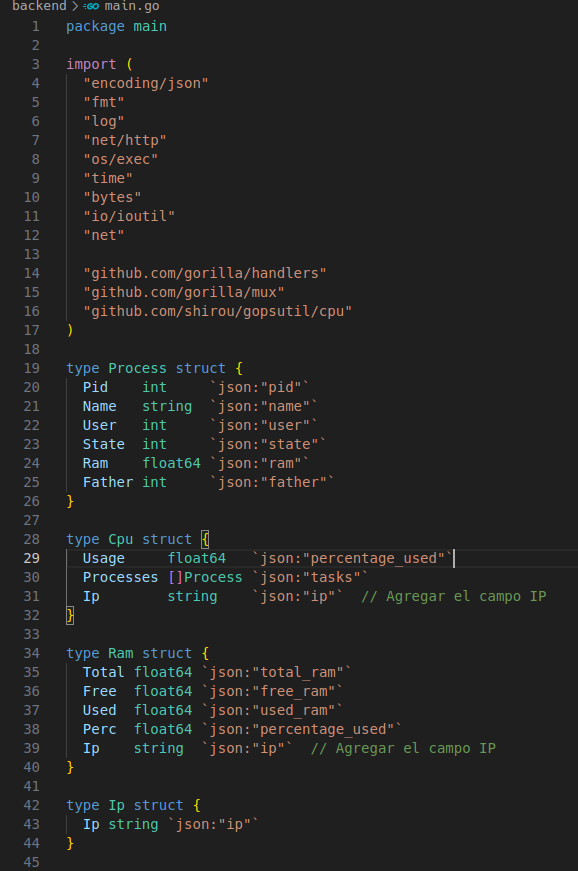 backend > main.go
1 package main
2
3 import (
4 "encoding/json"
5 "fmt"
6 "log"
7 "net/http"
8 "os/exec"
9 "time"
10 "bytes"
11 "io/ioutil"
12 "net"
13
14 "github.com/gorilla/handlers"
15 "github.com/gorilla/mux"
16 "github.com/shirou/gopsutil/cpu"
17 )
18
19 type Process struct {
20 Pid    int     `json:"pid"`
21 Name   string  `json:"name"`
22 User   int     `json:"user"`
23 State  int     `json:"state"`
24 Ram    float64 `json:"ram"`
25 Father int     `json:"father"`
26 }
27
28 type Cpu struct {
29 Usage     float64   `json:"percentage_used"`
30 Processes []Process `json:"tasks"`
31 Ip        string    `json:"ip"`  // Agregar el campo IP
32 }
33
34 type Ram struct {
35 Total float64 `json:"total_ram"`
36 Free  float64 `json:"free_ram"`
37 Used  float64 `json:"used_ram"`
38 Perc  float64 `json:"percentage_used"`
39 Ip    string  `json:"ip"`  // Agregar el campo IP
40 }
41
42 type Ip struct {
43 Ip string `json:"ip"`
44 }
45